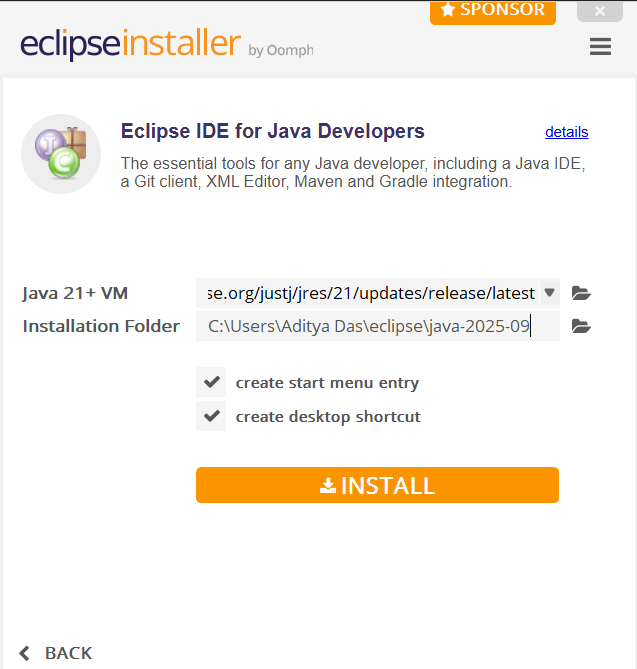 SPONSOR
eclipseinstaller by Oomph
Eclipse IDE for Java Developers
details
The essential tools for any Java developer, including a Java IDE,
a Git client, XML Editor, Maven and Gradle integration.
Java 21+ VM
se.org/justj/jres/21/updates/release/latest
Installation Folder
C:\Users\Aditya Das\eclipse\java-2025-09
create start menu entry
create desktop shortcut
INSTALL
BACK